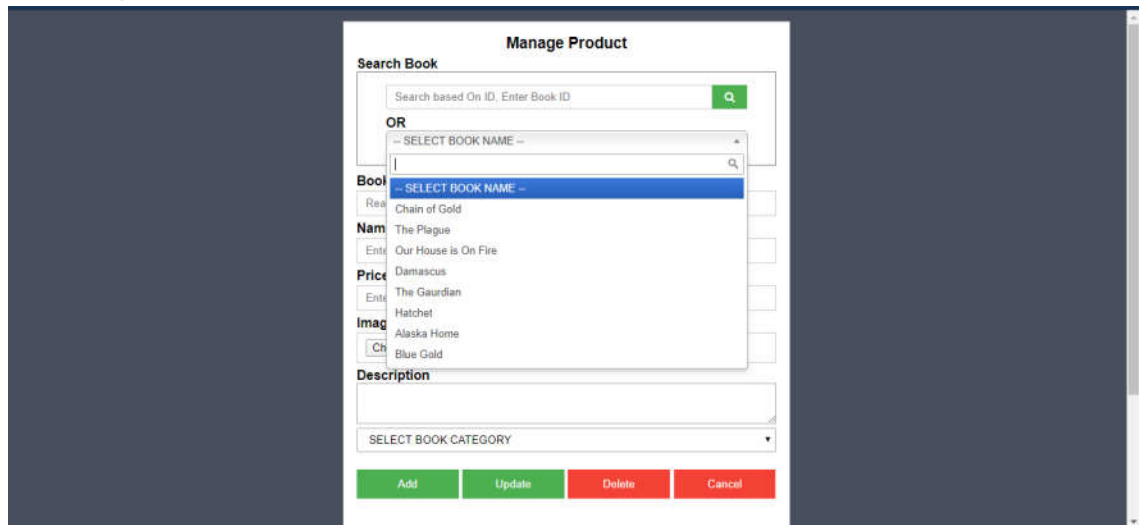 Manage Product
Search Book
Search based On ID, Enter Book ID
OR
-- SELECT BOOK NAME --
-- SELECT BOOK NAME --
Chain of Gold
The Plague
Our House is On Fire
Damascus
The Gaurdian
Hatchet
Alaska Home
Blue Gold
Description
SELECT BOOK CATEGORY
Add Update Delete Cancel